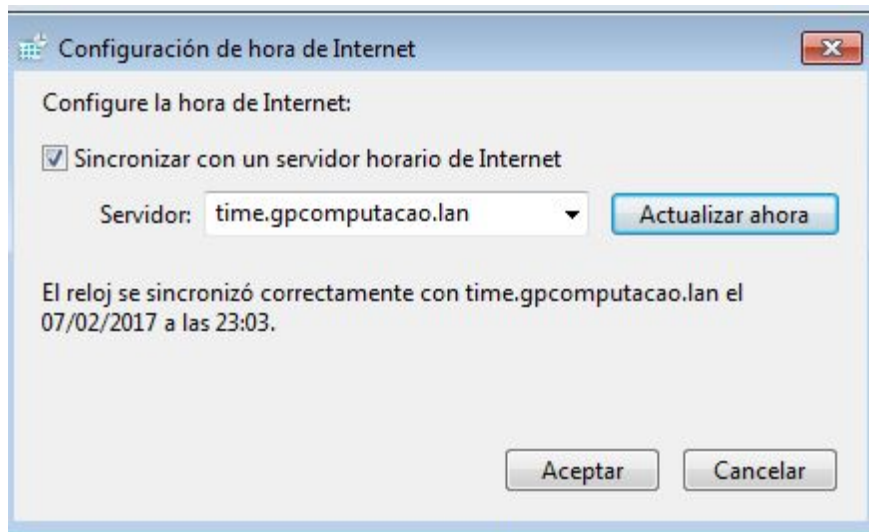 Configuración de hora de Internet
Configure la hora de Internet:
Sincronizar con un servidor horario de Internet
Servidor: time.gpcomputacao.lan Actualizar ahora
El reloj se sincronizó correctamente con time.gpcomputacao.lan el
07/02/2017 a las 23:03.
Aceptar Cancelar